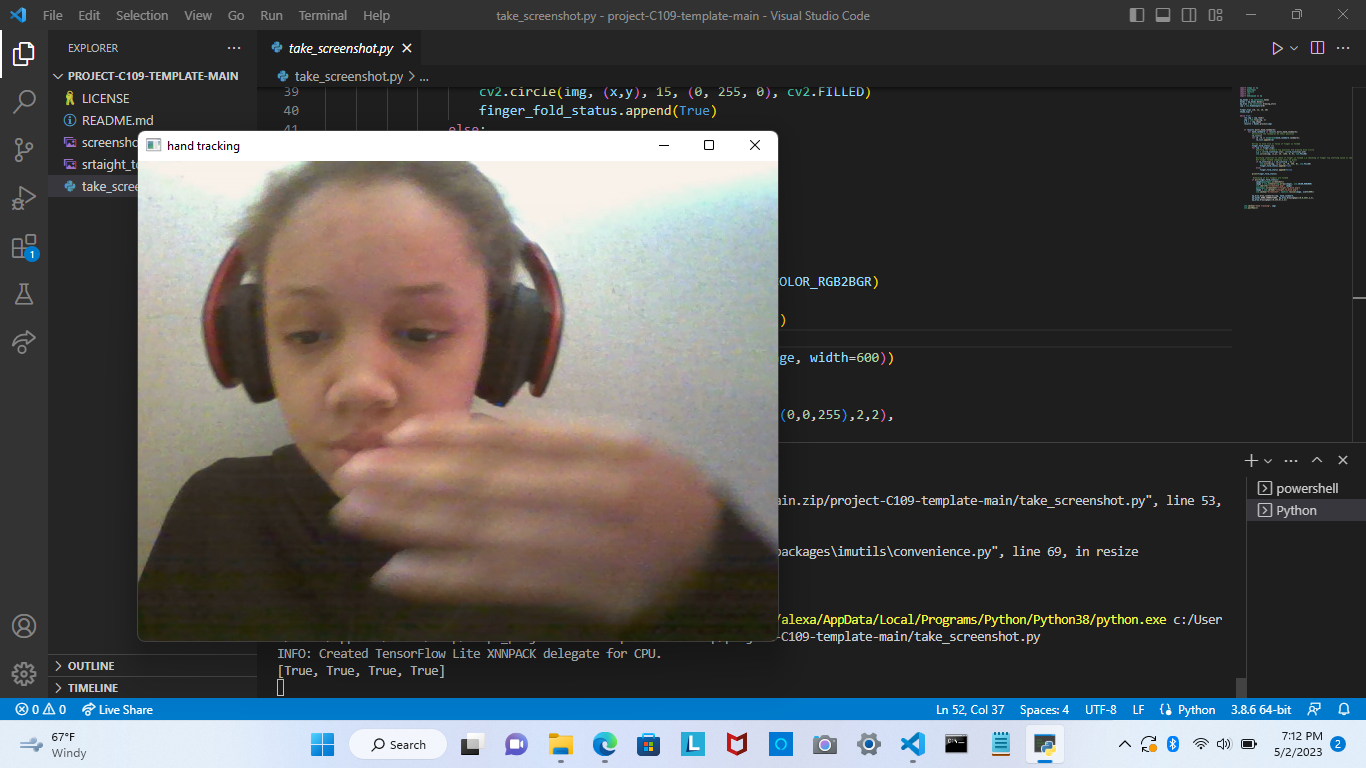 File Edit Selection View Go Run Terminal Help
take_screenshot.py - project-C109-template-main - Visual Studio Code
EXPLORER
PROJECT-C109-TEMPLATE-MAIN
LICENSE
README.md
screensho
srtaight_to
take_scree
OUTLINE
TIMELINE
1
take_screenshot.py
take_screenshot.py > ...
39 cv2.circle(img, (x,y), 15, (0, 255, 0), cv2.FILLED)
40 finger_fold_status.append(True)
41 else:
hand tracking
OLOR_RGB2BGR)
)
ge, width=600))
(0,0,255),2,2),
powershell
Python
ain.zip/project-C109-template-main/take_screenshot.py", line 53,
packages\imutils\convenience.py", line 69, in resize
/alexa/AppData/Local/Programs/Python/Python38/python.exe c:/User
-C109-template-main/take_screenshot.py
INFO: Created TensorFlow Lite XNNPACK delegate for CPU.
[True, True, True, True]
0 0 Live Share
Ln 52, Col 37 Spaces: 4 UTF-8 LF Python 3.8.6 64-bit
67°F
Windy
Search
L
7:12 PM
5/2/2023
2